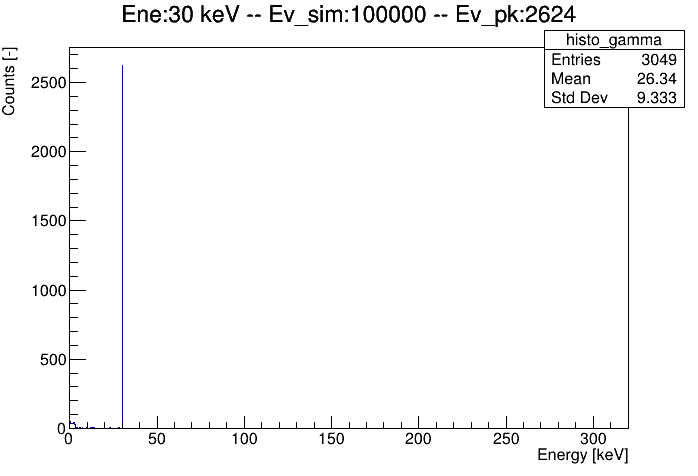 Ene:30 keV -- Ev_sim:100000 -- Ev_pk:2624
histo_gamma
Entries 3049
Mean 26.34
Std Dev 9.333
Counts [-]
2500
2000
1500
1000
500
0
0 50 100 150 200 250 300
Energy [keV]